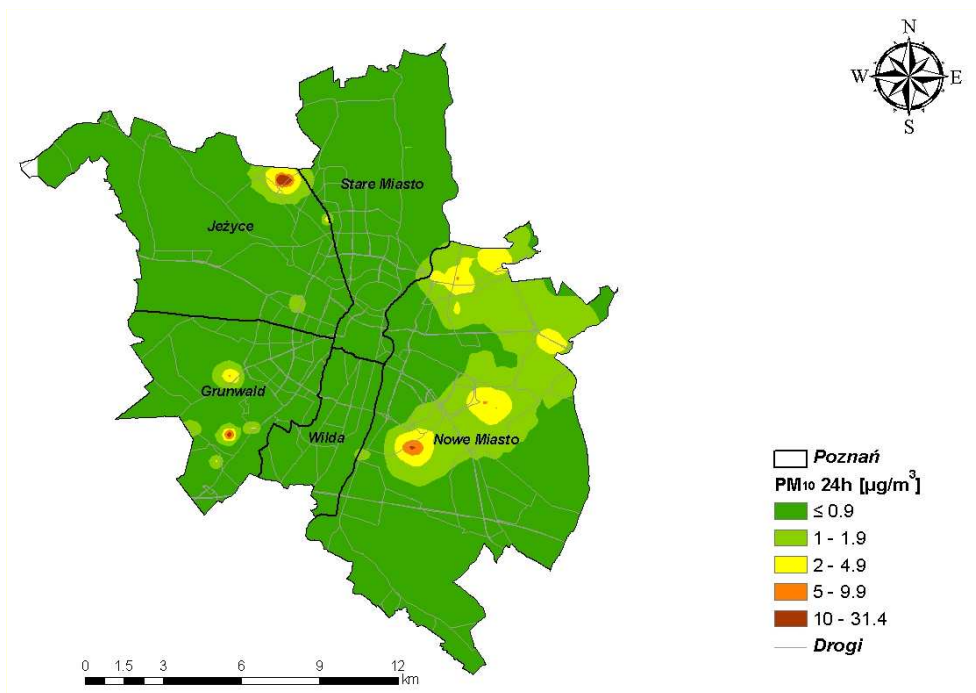 N
W E
S
Stare Miasto
Jeżyce
Grunwald
Wilda
Nowe Miasto
Poznań
PM10 24h [µg/m³]
≤ 0.9
1 - 1.9
2 - 4.9
5 - 9.9
10 - 31.4
Drogi
0 1.5 3 6 9 12
km